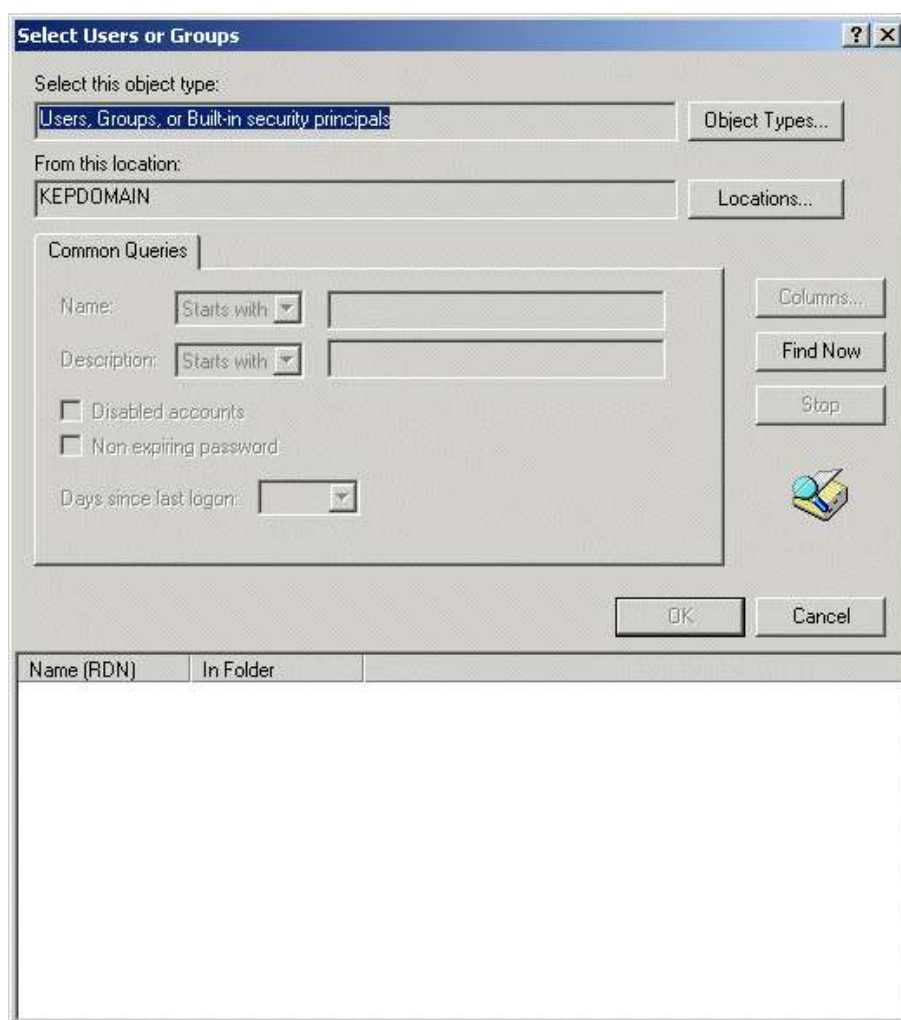 Select Users or Groups
Select this object type:
Users, Groups, or Built-in security principals
Object Types...
From this location:
KEPDOMAIN
Locations...
Common Queries
Name:
Starts with
Columns...
Description:
Starts with
Find Now
Disabled accounts
Stop
Non expiring password
Days since last logon:
OK
Cancel
Name (RDN) In Folder